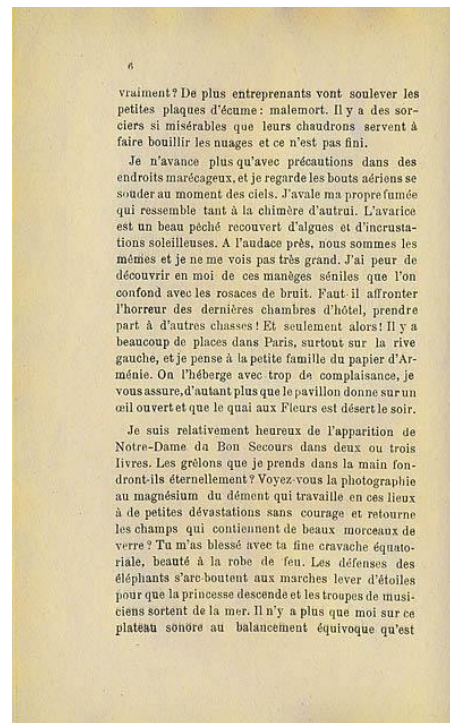 6
vraiment? De plus entreprenants vont soulever les
petites plaques d'écume : malemort. Il y a des sor-
ciers si misérables que leurs chaudrons servent à
faire bouillir les nuages et ce n'est pas fini.
Je n'avance plus qu'avec précautions dans des
endroits marécageux, et je regarde les bouts aériens se
souder au moment des ciels. J'avale ma propre fumée
qui ressemble tant à la chimère d'autrui. L'avarice
est un beau péché recouvert d'algues et d'incrusta-
tions soleilleuses. A l'audace près, nous sommes les
mêmes et je ne me vois pas très grand. J'ai peur de
découvrir en moi de ces manèges séniles que l'on
confond avec les rosaces de bruit. Faut-il affronter
l'horreur des dernières chambres d'hôtel, prendre
part à d'autres chasses! Et seulement alors! Il y a
beaucoup de places dans Paris, surtout sur la rive
gauche, et je pense à la petite famille du papier d'Ar-
ménie. On l'héberge avec trop de complaisance, je
vous assure, d'autant plus que le pavillon donne sur un
œil ouvert et que le quai aux Fleurs est désert le soir.
Je suis relativement heureux de l'apparition de
Notre-Dame du Bon Secours dans deux ou trois
livres. Les grêlons que je prends dans la main fon-
dront-ils éternellement? Voyez-vous la photographie
au magnésium du dément qui travaille en ces lieux
à de petites dévastations sans courage et retourne
les champs qui contiennent de beaux morceaux de
verre? Tu m'as blessé avec ta fine cravache équato-
riale, beauté à la robe de feu. Les défenses des
éléphants s'arc-boutent aux marches lever d'étoiles
pour que la princesse descende et les troupes de musi-
ciens sortent de la mer. Il n'y a plus que moi sur ce
plateau sonore au balancement équivoque qu'est